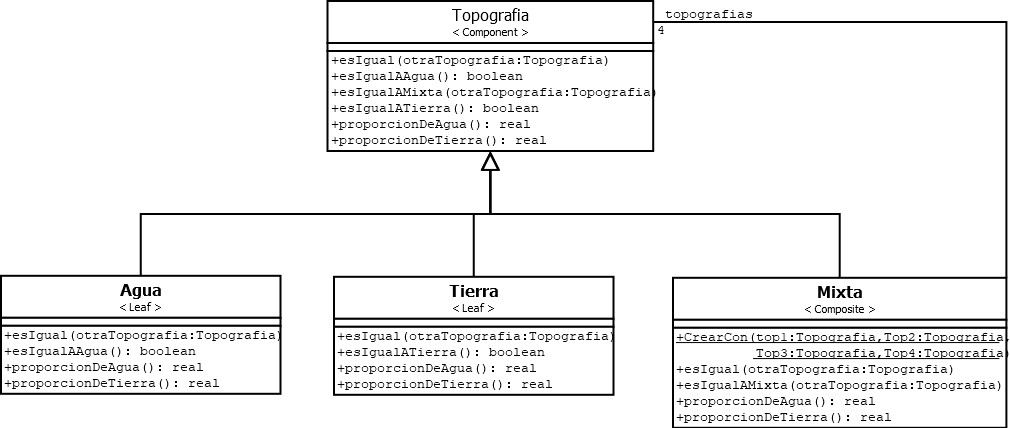 Topografia
< Component >
topografias
4
+esIgual(otraTopografia:Topografia)
+esIgualAAgua(): boolean
+esIgualAMixta(otraTopografia:Topografia)
+esIgualATierra(): boolean
+proporcionDeAgua(): real
+proporcionDeTierra(): real
Agua
< Leaf >
+esIgual(otraTopografia:Topografia)
+esIgualAAgua(): boolean
+proporcionDeAgua(): real
+proporcionDeTierra(): real
Tierra
< Leaf >
+esIgual(otraTopografia:Topografia)
+esIgualATierra(): boolean
+proporcionDeAgua(): real
+proporcionDeTierra(): real
Mixta
< Composite >
+CrearCon(top1:Topografia,Top2:Topografia,
Top3:Topografia,Top4:Topografia)
+esIgual(otraTopografia:Topografia)
+esIgualAMixta(otraTopografia:Topografia)
+proporcionDeAgua(): real
+proporcionDeTierra(): real